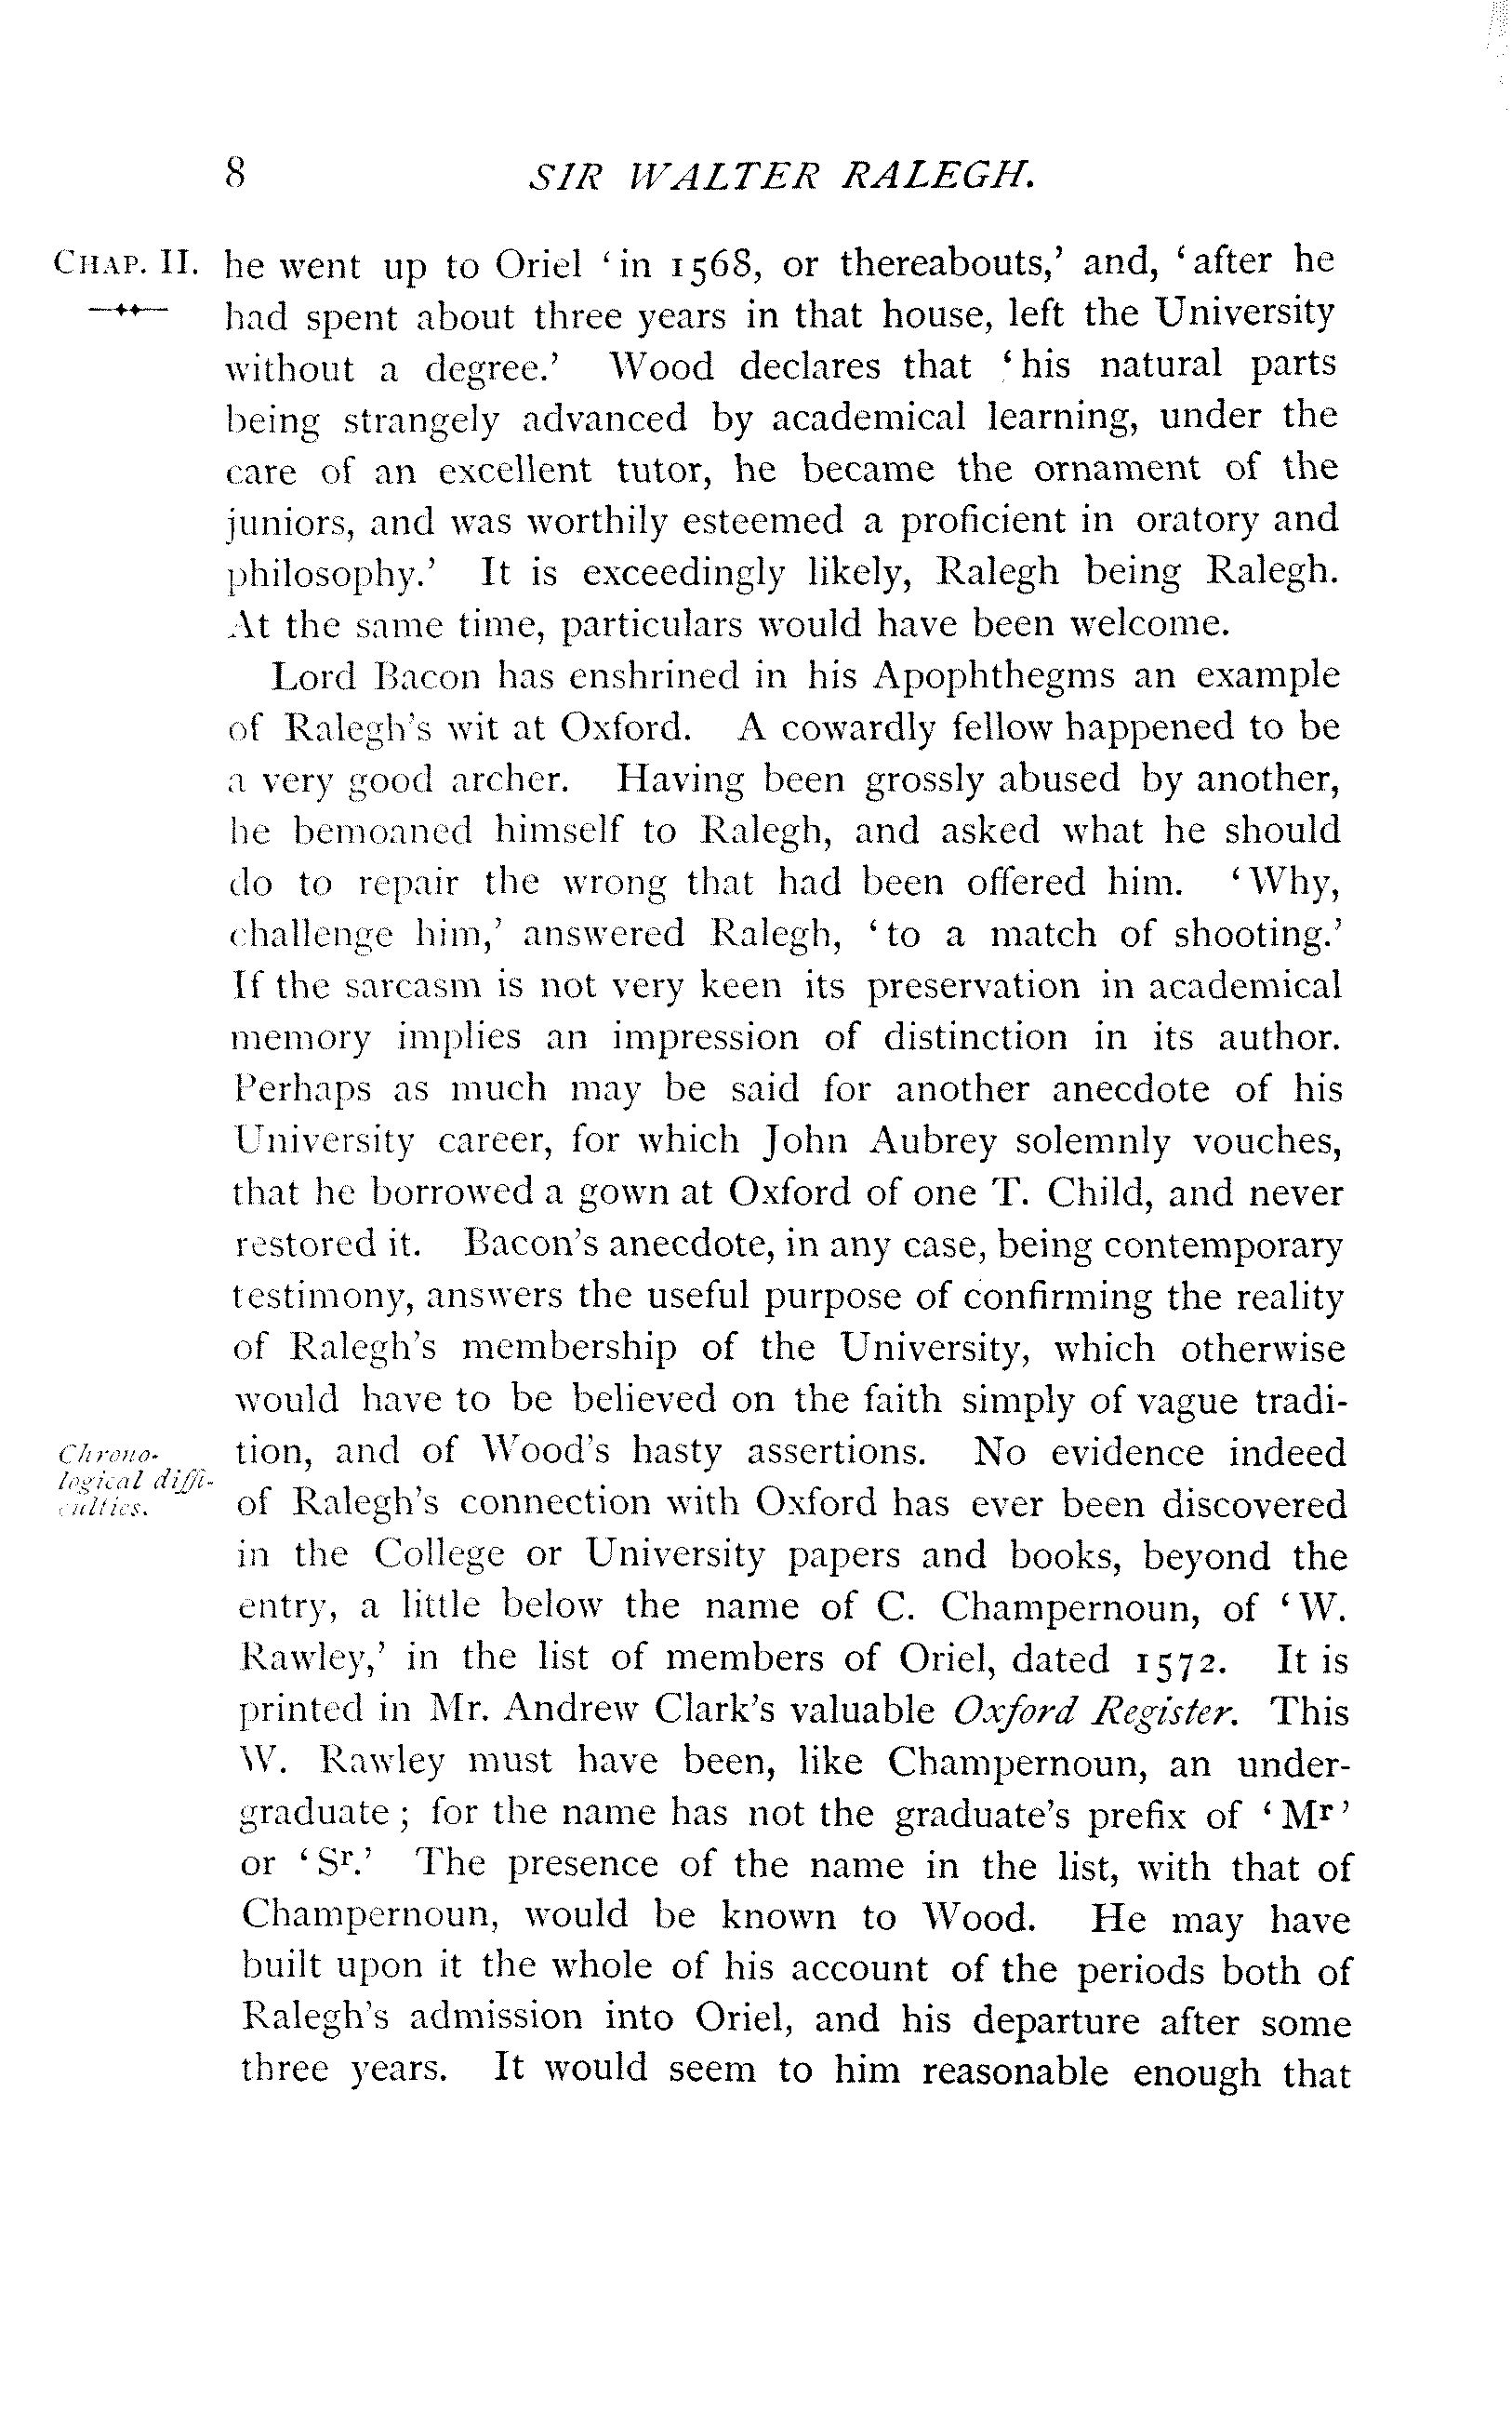 8 SIR WALTER RALEGH.
CHAP. II. he went up to Oriel ‘in 1568, or thereabouts,’ and, ‘after he
had spent about three years in that house, left the University
without a degree.’ Wood declares that ‘his natural parts
being strangely advanced by academical learning, under the
care of an excellent tutor, he became the ornament of the
juniors, and was worthily esteemed a proficient in oratory and
philosophy.’ It is exceedingly likely, Ralegh being Ralegh.
At the same time, particulars would have been welcome.
Lord Bacon has enshrined in his Apophthegms an example
of Ralegh’s wit at Oxford. A cowardly fellow happened to be
a very good archer. Having been grossly abused by another,
he bemoaned himself to Ralegh, and asked what he should
do to repair the wrong that had been offered him. ‘Why,
challenge him,’ answered Ralegh, ‘to a match of shooting.’
If the sarcasm is not very keen its preservation in academical
memory implies an impression of distinction in its author.
Perhaps as much may be said for another anecdote of his
University career, for which John Aubrey solemnly vouches,
that he borrowed a gown at Oxford of one T. Child, and never
restored it. Bacon’s anecdote, in any case, being contemporary
testimony, answers the useful purpose of confirming the reality
of Ralegh’s membership of the University, which otherwise
would have to be believed on the faith simply of vague tradi-
Chrono-
logical diffi-
culties.
tion, and of Wood’s hasty assertions. No evidence indeed
of Ralegh’s connection with Oxford has ever been discovered
in the College or University papers and books, beyond the
entry, a little below the name of C. Champernoun, of ‘W.
Rawley,’ in the list of members of Oriel, dated 1572. It is
printed in Mr. Andrew Clark’s valuable Oxford Register. This
W. Rawley must have been, like Champernoun, an under-
graduate; for the name has not the graduate’s prefix of ‘Mr’
or ‘Sr.’ The presence of the name in the list, with that of
Champernoun, would be known to Wood. He may have
built upon it the whole of his account of the periods both of
Ralegh’s admission into Oriel, and his departure after some
three years. It would seem to him reasonable enough that